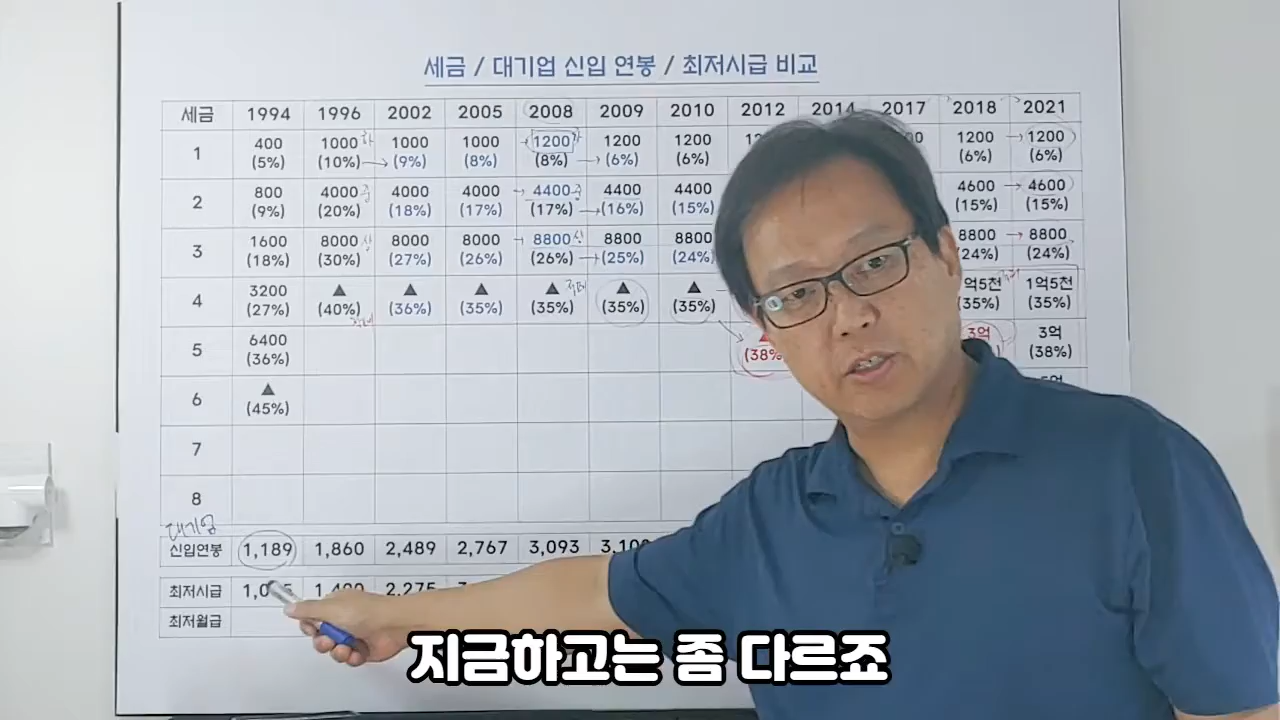 세금 / 대기업 신입 연봉 / 최저시급 비교
세금 1994 1996 2002 2005 2008 2009 2010 2012 2014 2017 2018 2021
1 400 1000 1000 1000 1200 1200 1200 1200 1200
(5%) (10%) (9%) (8%) (8%) (6%) (6%) (6%) (6%)
2 800 4000 4000 4000 4400 4400 4400 4600 4600
(9%) (20%) (18%) (17%) (17%) (16%) (15%) (15%) (15%)
3 1600 8000 8000 8000 8800 8800 8800 8800 8800
(18%) (30%) (27%) (26%) (26%) (25%) (24%) (24%) (24%)
4 3200 ▲ ▲ ▲ ▲ ▲ ▲ 억5천 1억5천
(27%) (40%) (36%) (35%) (35%) (35%) (35%) (35%) (35%)
5 6400 3억 3억
(36%) (38% (38%)
6 ▲
(45%)
7
8
대기업
신입연봉 1,189 1,860 2,489 2,767 3,093
최저시급 2,275
최저월급
지금하고는 좀 다르죠